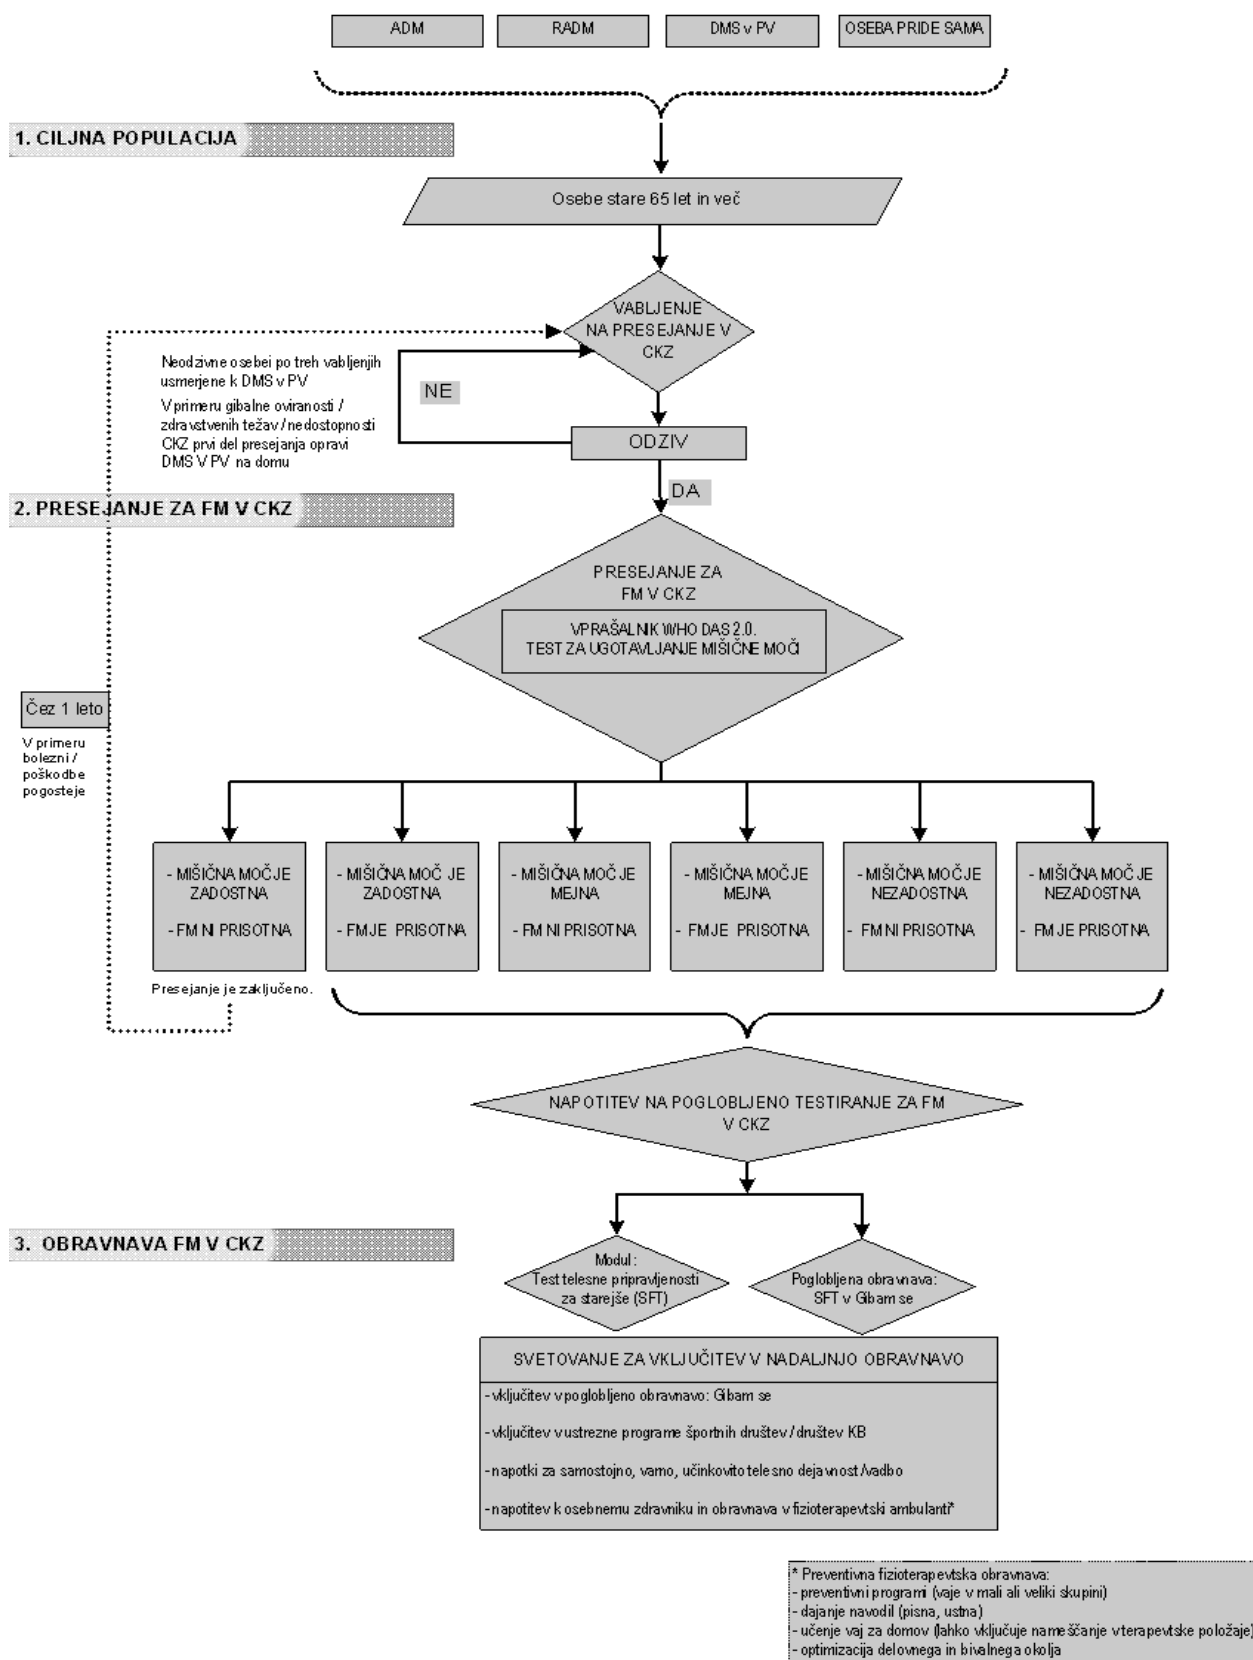 ADM
RADM
DMS v PV
OSEBA PRIDE SAMA
1. CILJNA POPULACIJA
Osebe stare 65 let in več
VABLJENJE
NA PRESEJANJE V
CKZ
Neodzivne osebei po treh vabljenjih
usmerjene k DMS v PV
V primeru gibalne oviranosti /
zdravstvenih težav / nedostopnosti
CKZ prvi del presejanja opravi
DMS V PV na domu
NE
ODZIV
DA
2. PRESEJANJE ZA FM V CKZ
PRESEJANJE ZA
FM V CKZ
VPRAŠALNIK WHO DAS 2.0.
TEST ZA UGOTAVLJANJE MIŠIČNE MOČI
Čez 1 leto
V primeru
bolezni /
poškodbe
pogosteje
- MIŠIČNA MOČ JE
ZADOSTNA
- FM NI PRISOTNA
- MIŠIČNA MOČ JE
ZADOSTNA
- FM JE PRISOTNA
- MIŠIČNA MOČ JE
MEJNA
- FM NI PRISOTNA
- MIŠIČNA MOČ JE
MEJNA
- FM JE PRISOTNA
- MIŠIČNA MOČ JE
NEZADOSTNA
- FM NI PRISOTNA
- MIŠIČNA MOČ JE
NEZADOSTNA
- FM JE PRISOTNA
Presejanje je zaključeno.
NAPOTITEV NA POGLOBLJENO TESTIRANJE ZA FM
V CKZ
3. OBRAVNAVA FM V CKZ
Modul:
Test telesne pripravljenosti
za starejše (SFT)
Poglobljena obravnava:
SFT v Gibam se
SVETOVANJE ZA VKLJUČITEV V NADALJNJO OBRAVNAVO
- vključitev v poglobljeno obravnavo: Gibam se
- vključitev v ustrezne programe športnih društev / društev KB
- napotki za samostojno, varno, učinkovito telesno dejavnost /vadbo
- napotitev k osebnemu zdravniku in obravnava v fizioterapevtski ambulanti*
* Preventivna fizioterapevtska obravnava:
- preventivni programi (vaje v mali ali veliki skupini)
- dajanje navodil (pisna, ustna)
- učenje vaj za domov (lahko vključuje nameščanje v terapevtske položaje)
- optimizacija delovnega in bivalnega okolja